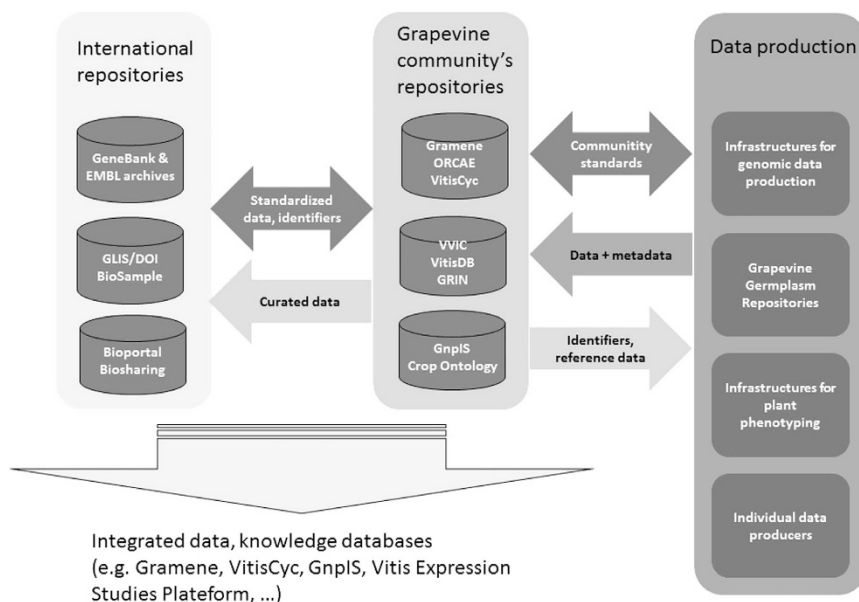 International
repositories
GeneBank &
EMBL archives
GLIS/DOI
BioSample
Bioportal
Biosharing
Standardized
data, identifiers
Curated data
Grapevine
community's
repositories
Gramene
ORCAE
VitisCyc
VVIC
VitisDB
GRIN
GnpIS
Crop Ontology
Communitity
standards
Data + metadata
Identifiers,
reference data
Data production
Infrastructures for
genomic data
production
Grapevine
Germplasm
Repositories
Infrastructures for
plant
phenotyping
Individual data
producers
Integrated data, knowledge databases
(e.g. Gramene, VitisCyc, GnpIS, Vitis Expression
Studies Plateform, ...)